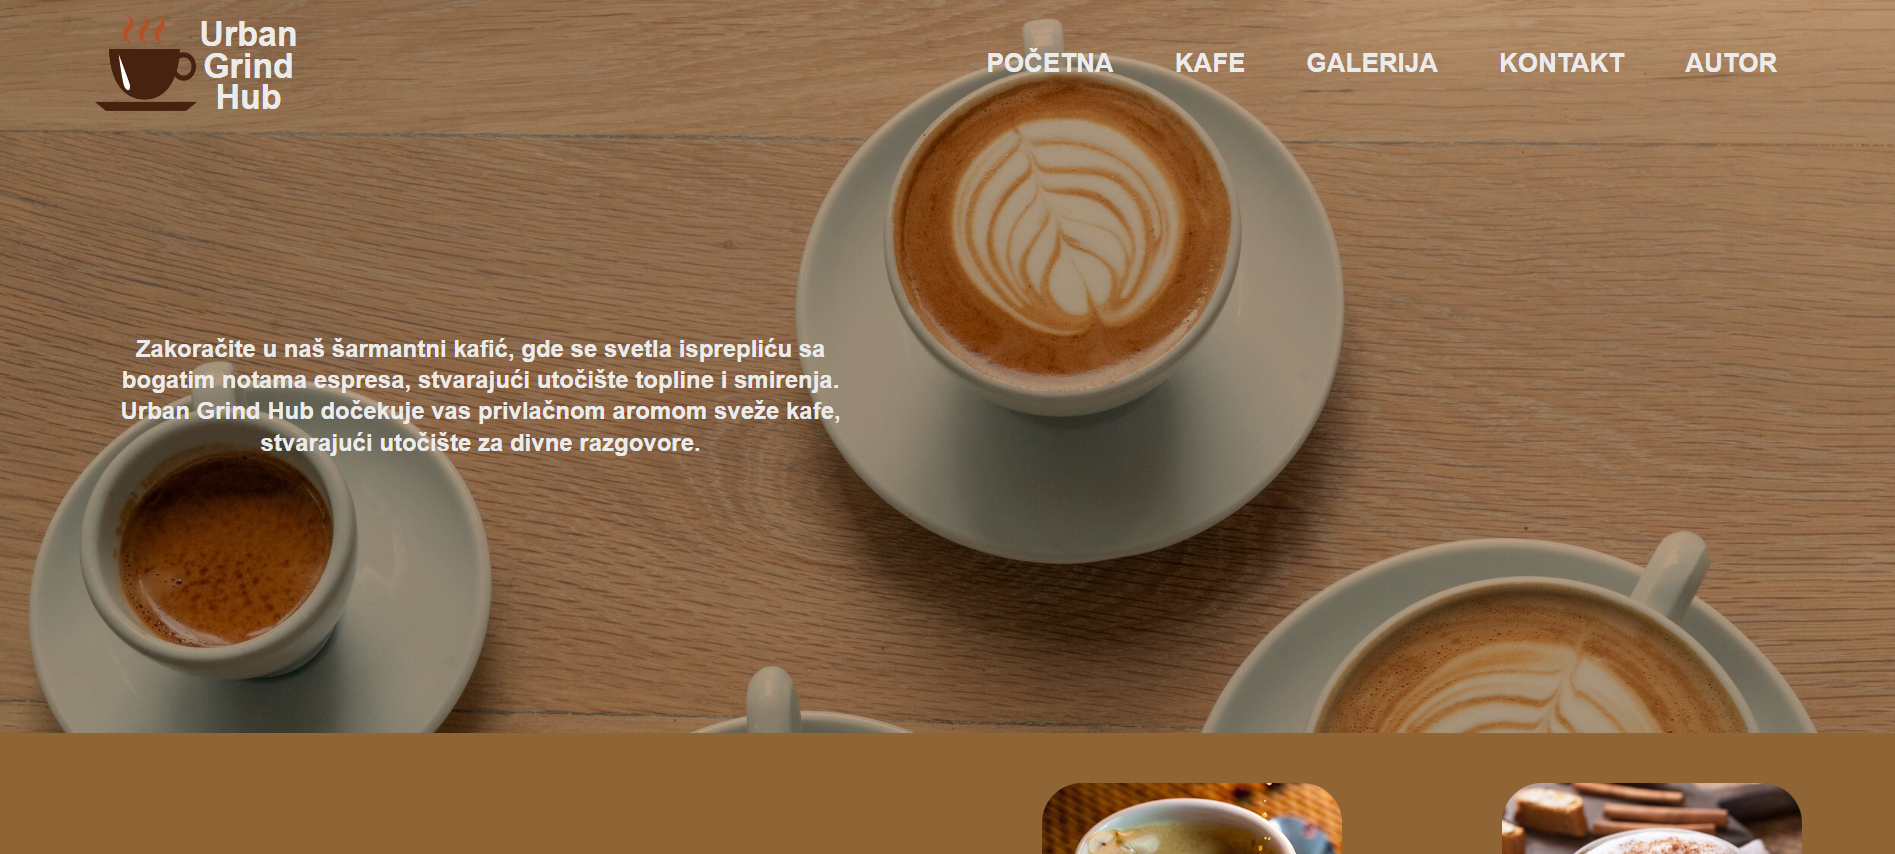 Urban
Grind
Hub
POČETNA KAFE GALERIJA KONTAKT AUTOR
Zakoračite u naš šarmantni kafić, gde se svetla isprepliću sa
bogatim notama espresa, stvarajući utočište topline i smirenja.
Urban Grind Hub dočekuje vas privlačnom aromom sveže kafe,
stvarajući utočište za divne razgovore.